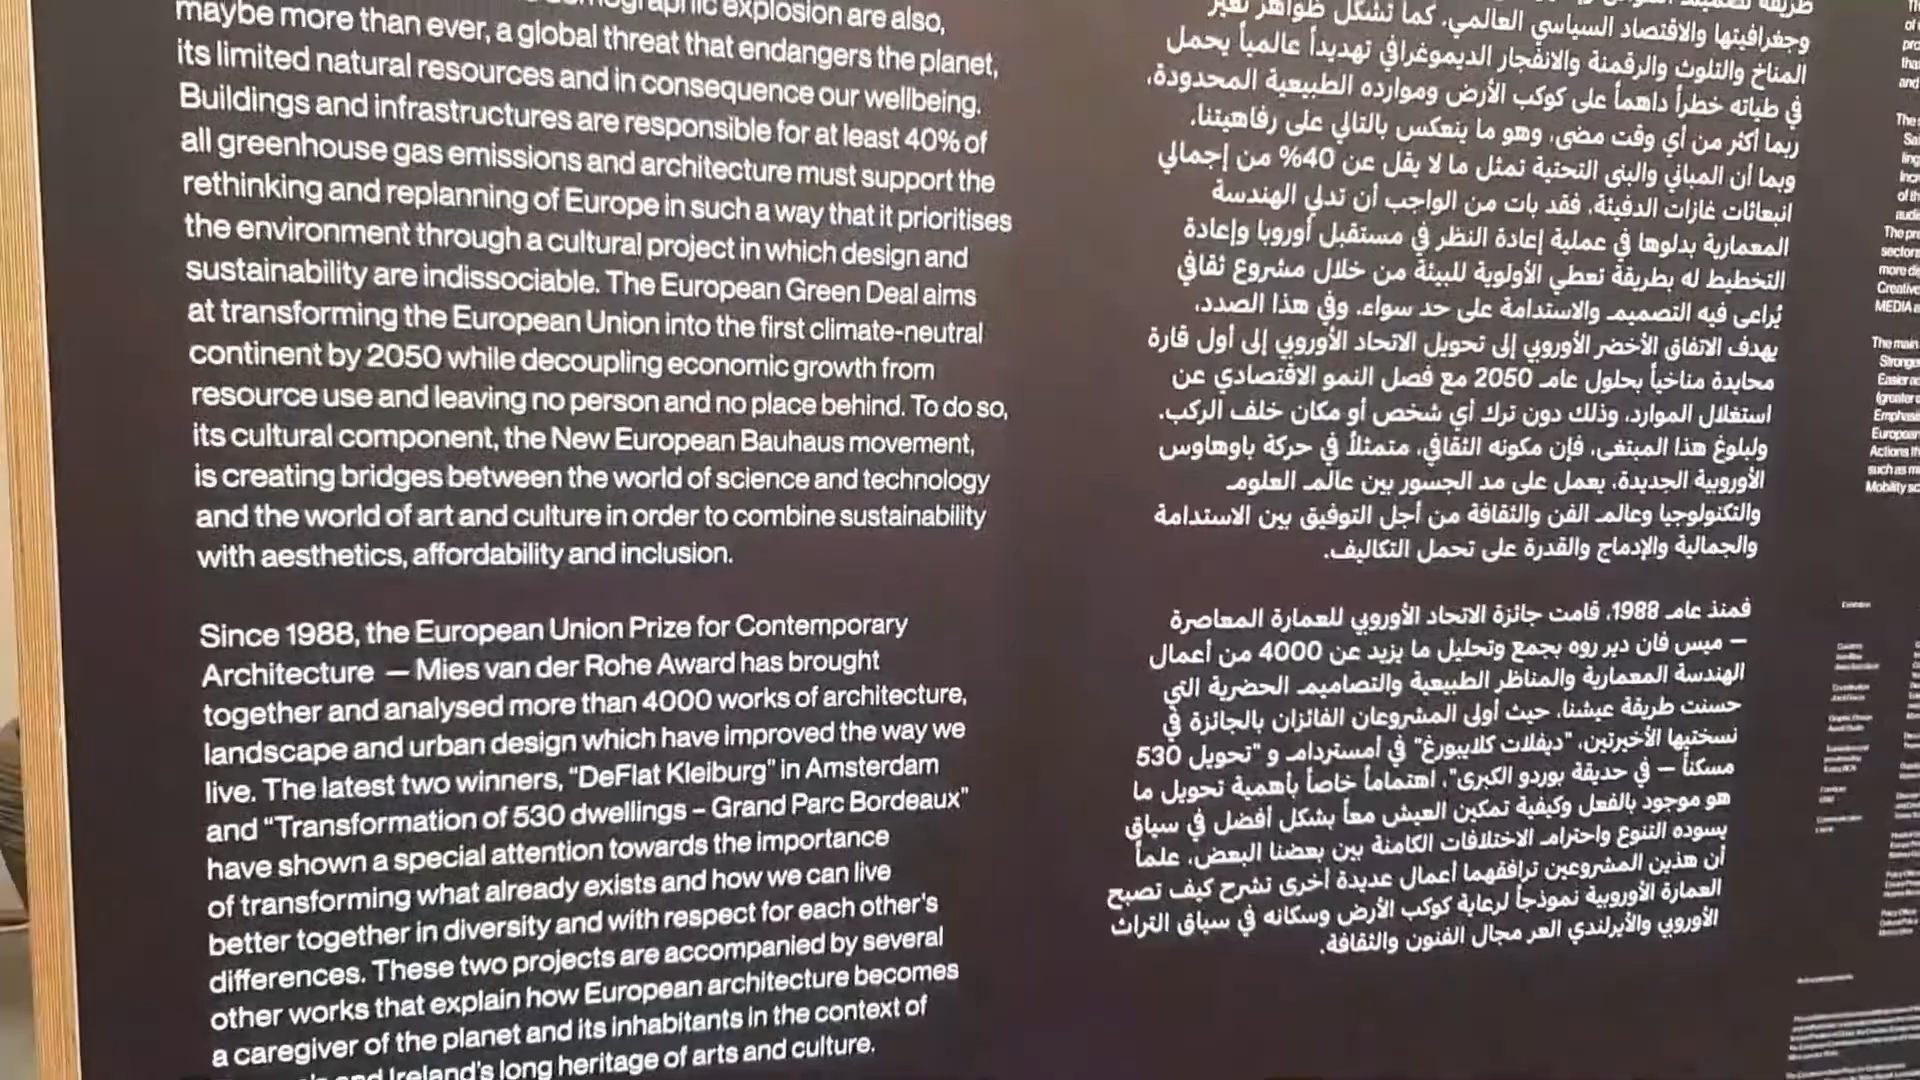 explosion are also,
maybe more than ever, a global threat that endangers the planet,
its limited natural resources and in consequence our wellbeing.
Buildings and infrastructures are responsible for at least 40% of
all greenhouse gas emissions and architecture must support the
rethinking and replanning of Europe in such a way that it prioritises
the environment through a cultural project in which design and
sustainability are indissociable. The European Green Deal aims
at transforming the European Union into the first climate-neutral
continent by 2050 while decoupling economic growth from
resource use and leaving no person and no place behind. To do so,
its cultural component, the New European Bauhaus movement,
is creating bridges between the world of science and technology
and the world of art and culture in order to combine sustainability
with aesthetics, affordability and inclusion.
Since 1988, the European Union Prize for Contemporary
Architecture — Mies van der Rohe Award has brought
together and analysed more than 4000 works of architecture,
landscape and urban design which have improved the way we
live. The latest two winners, “DeFlat Kleiburg” in Amsterdam
and “Transformation of 530 dwellings – Grand Parc Bordeaux”
have shown a special attention towards the importance
of transforming what already exists and how we can live
better together in diversity and with respect for each other's
differences. These two projects are accompanied by several
other works that explain how European architecture becomes
a caregiver of the planet and its inhabitants in the context of
and Ireland's long heritage of arts and culture.
وجغرافيتها والاقتصاد السياسي العالمي. كما تشكل ظواهر تغير
المناخ والتلوث والرقمنة والانفجار الديموغرافي تهديداً عالمياً يحمل
في طياته خطراً داهماً على كوكب الأرض وموارده الطبيعية المحدودة،
ربما أكثر من أي وقت مضى، وهو ما ينعكس بالتالي على رفاهيتنا.
وبما أن المباني والبنى التحتية تمثل ما لا يقل عن 40% من إجمالي
انبعاثات غازات الدفيئة، فقد بات من الواجب أن تدلي الهندسة
المعمارية بدلوها في عملية إعادة النظر في مستقبل أوروبا وإعادة
التخطيط له بطريقة تعطي الأولوية للبيئة من خلال مشروع ثقافي
يُراعى فيه التصميم والاستدامة على حد سواء. وفي هذا الصدد،
يهدف الاتفاق الأخضر الأوروبي إلى تحويل الاتحاد الأوروبي إلى أول قارة
محايدة مناخياً بحلول عام 2050 مع فصل النمو الاقتصادي عن
استغلال الموارد، وذلك دون ترك أي شخص أو مكان خلف الركب.
ولبلوغ هذا المبتغى، فإن مكونه الثقافي، متمثلاً في حركة باوهاوس
الأوروبية الجديدة، يعمل على مد الجسور بين عالم العلوم
والتكنولوجيا وعالم الفن والثقافة من أجل التوفيق بين الاستدامة
والجمالية والإدماج والقدرة على تحمل التكاليف.
فمنذ عام 1988، قامت جائزة الاتحاد الأوروبي للعمارة المعاصرة
– ميس فان دير روه بجمع وتحليل ما يزيد عن 4000 من أعمال
الهندسة المعمارية والمناظر الطبيعية والتصاميم الحضرية التي
حسنت طريقة عيشنا، حيث أولى المشروعان الفائزان بالجائزة في
نسختيها الأخيرتين، "ديفلات كلايبورغ" في أمستردام و "تحويل 530
مسكناً – في حديقة بوردو الكبرى"، اهتماماً خاصاً بأهمية تحويل ما
هو موجود بالفعل وكيفية تمكين العيش معاً بشكل أفضل في سياق
يسوده التنوع واحترام الاختلافات الكامنة بين بعضنا البعض، علماً
أن هذين المشروعين ترافقهما أعمال عديدة أخرى تشرح كيف تصبح
العمارة الأوروبية نموذجاً لرعاية كوكب الأرض وسكانه في سياق التراث
الأوروبي والأيرلندي العر مجال الفنون والثقافة.